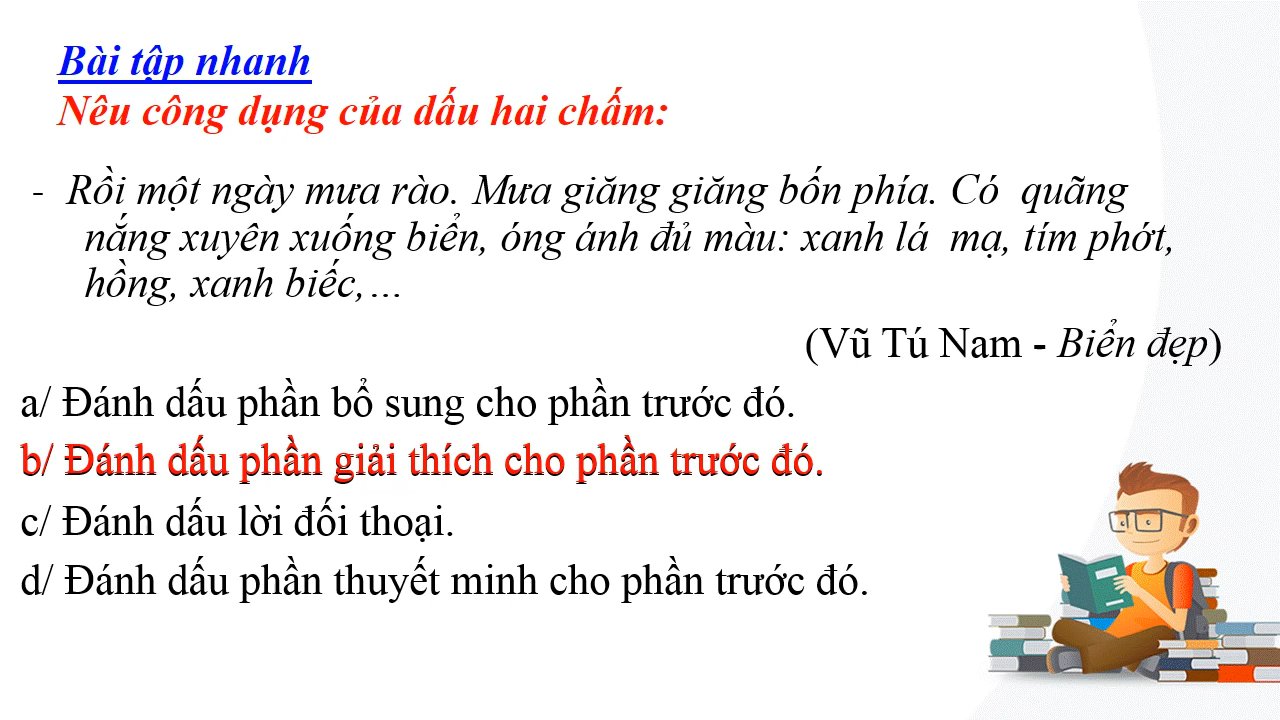 Bài tập nhanh
Nêu công dụng của dấu hai chấm:
- Rồi một ngày mưa rào. Mưa giăng giăng bốn phía. Có quãng
nắng xuyên xuống biển, óng ánh đủ màu: xanh lá mạ, tím phớt,
hồng, xanh biếc,...
(Vũ Tú Nam - Biển đẹp)
a/ Đánh dấu phần bổ sung cho phần trước đó.
b/ Đánh dấu phần giải thích cho phần trước đó.
c/ Đánh dấu lời đối thoại.
d/ Đánh dấu phần thuyết minh cho phần trước đó.